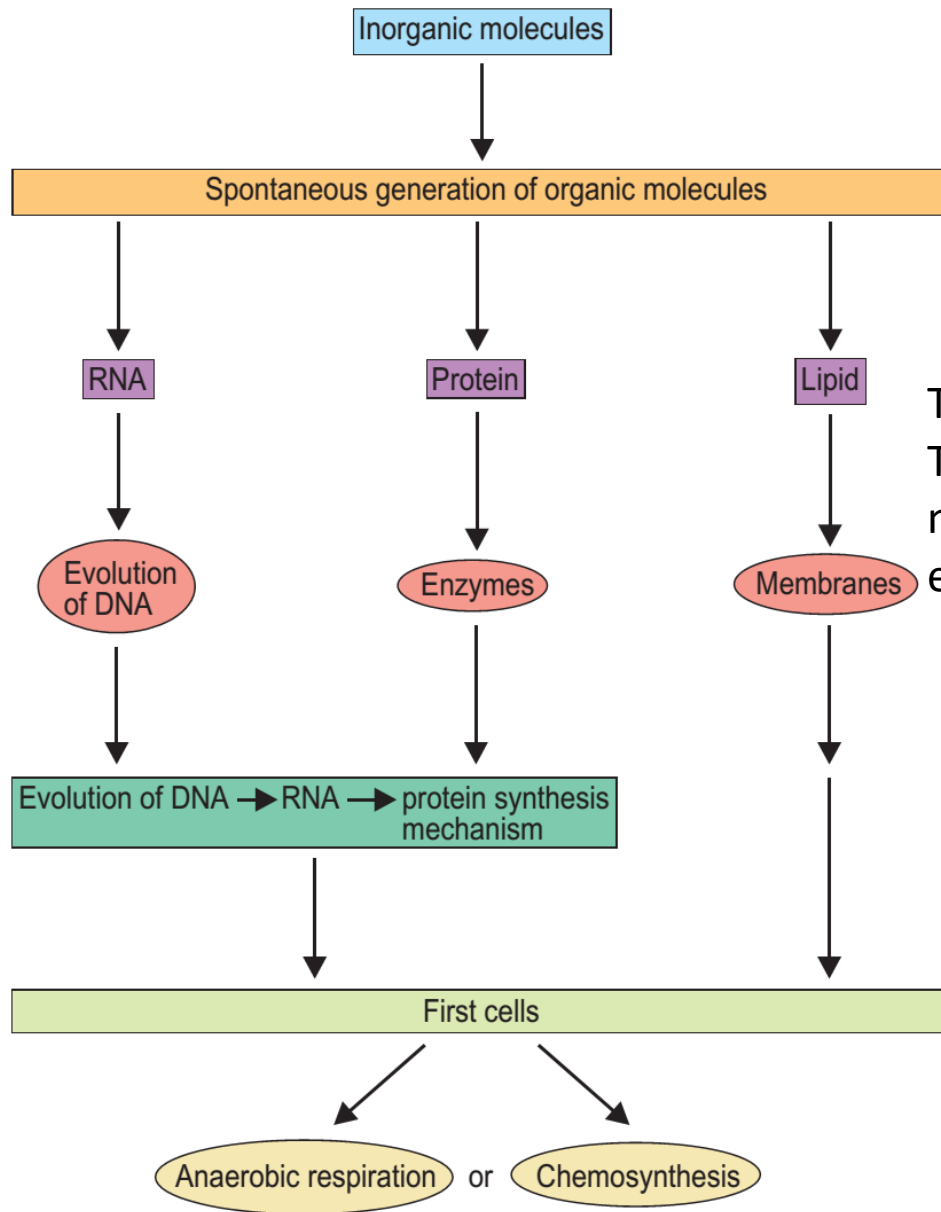 Inorganic molecules
Spontaneous generation of organic molecules
RNA
Protein
Lipid
Evolution
of DNA
Enzymes
Membranes
Evolution of DNA → RNA → protein synthesis
mechanism
First cells
Anaerobic respiration or Chemosynthesis